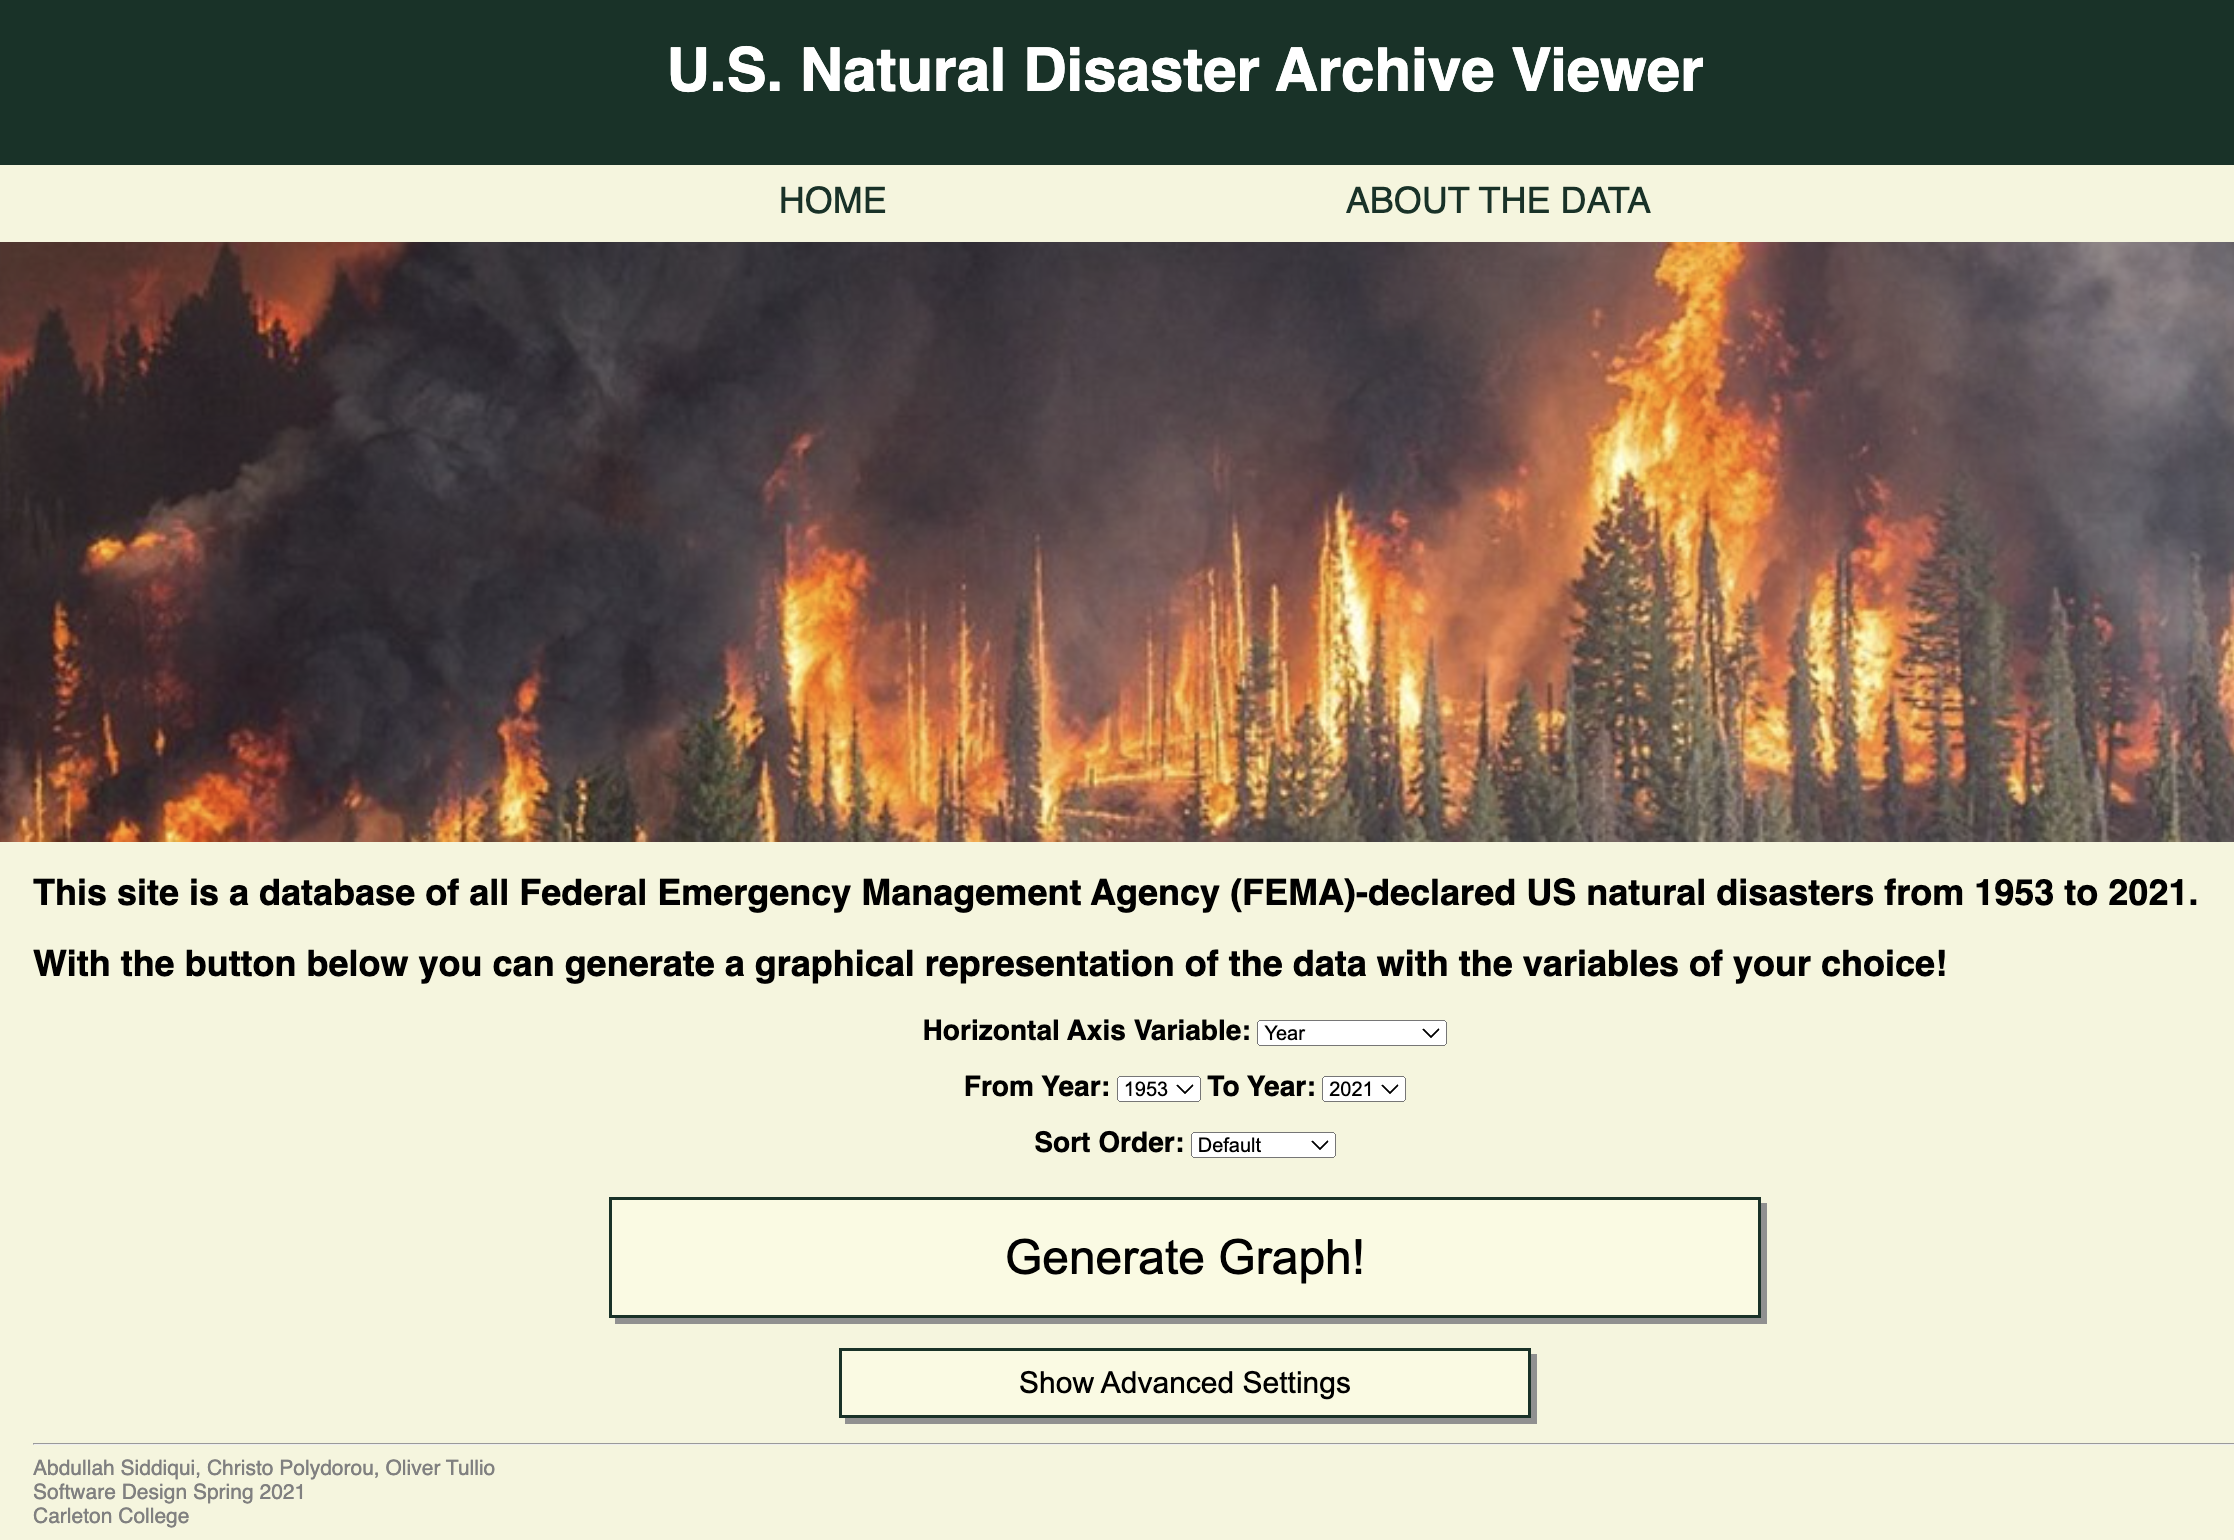 U.S. Natural Disaster Archive Viewer
HOME ABOUT THE DATA
This site is a database of all Federal Emergency Management Agency (FEMA)-declared US natural disasters from 1953 to 2021.
With the button below you can generate a graphical representation of the data with the variables of your choice!
Horizontal Axis Variable: Year
From Year: 1953 To Year: 2021
Sort Order: Default
Generate Graph!
Show Advanced Settings
Abdullah Siddiqui, Christo Polydorou, Oliver Tullio
Software Design Spring 2021
Carleton College